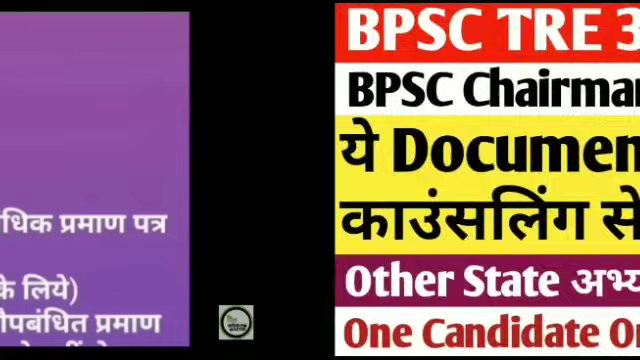 धिक प्रमाण पत्र
के लिये)
पबंधित प्रमाण
BPSC TRE 3
BPSC Chairman
ये Documen
काउंसलिंग से
Other State अभ्य
One Candidate On